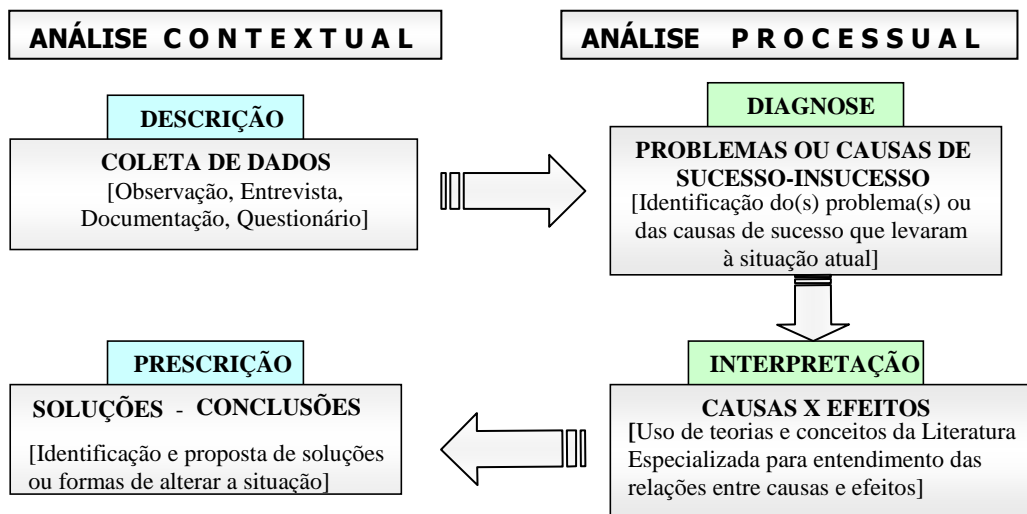 ANÁLISE C O N T E X T U A L
ANÁLISE P R O C E S S U A L
DESCRIÇÃO
COLETA DE DADOS
[Observação, Entrevista,
Documentação, Questionário]
DIAGNOSE
PROBLEMAS OU CAUSAS DE
SUCESSO-INSUCESSO
[Identificação do(s) problema(s) ou
das causas de sucesso que levaram
à situação atual]
PRESCRIÇÃO
SOLUÇÕES - CONCLUSÕES
[Identificação e proposta de soluções
ou formas de alterar a situação]
INTERPRETAÇÃO
CAUSAS X EFEITOS
[Uso de teorias e conceitos da Literatura
Especializada para entendimento das
relações entre causas e efeitos]